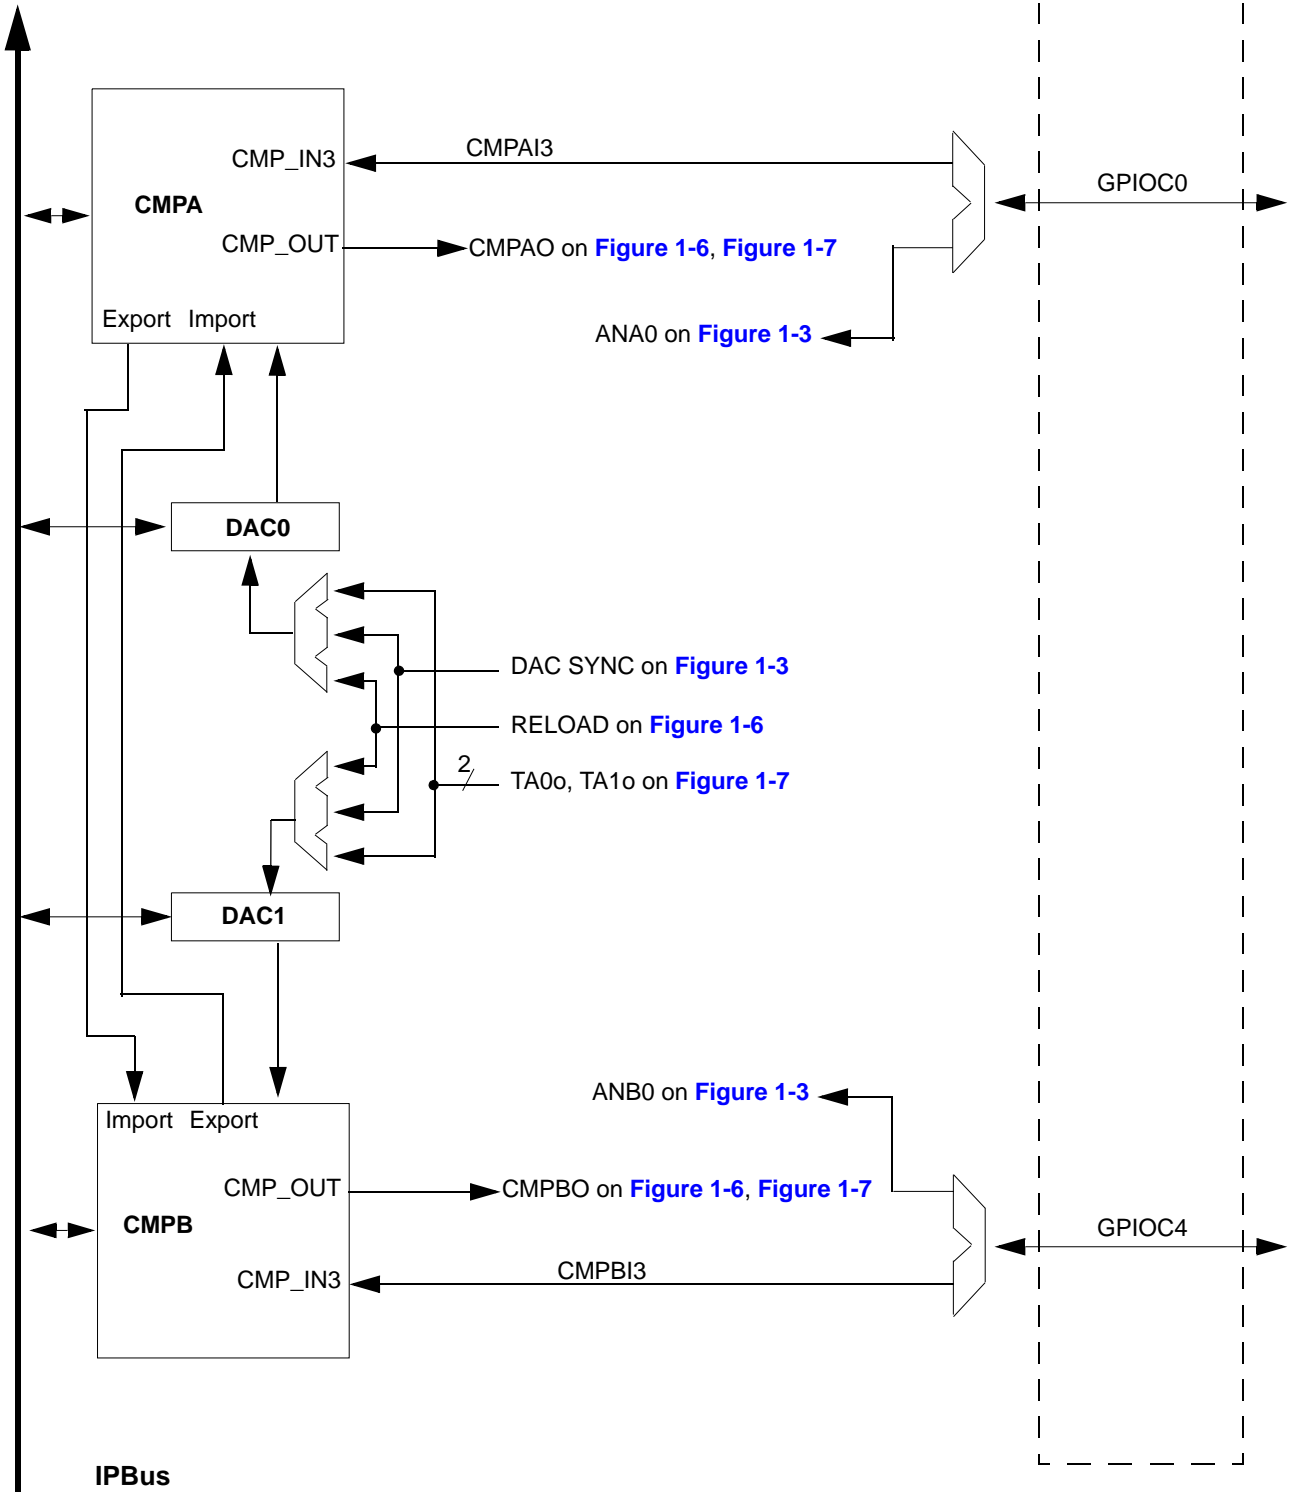 CMP_IN3
CMPAI3
GPIOC0
CMPA
CMP_OUT
CMPAO on Figure 1-6, Figure 1-7
Export Import
ANA0 on Figure 1-3
DAC0
DAC SYNC on Figure 1-3
RELOAD on Figure 1-6
2
TA0o, TA1o on Figure 1-7
DAC1
ANB0 on Figure 1-3
Import Export
CMP_OUT
CMPBO on Figure 1-6, Figure 1-7
CMPB
GPIOC4
CMP_IN3
CMPBI3
IPBus